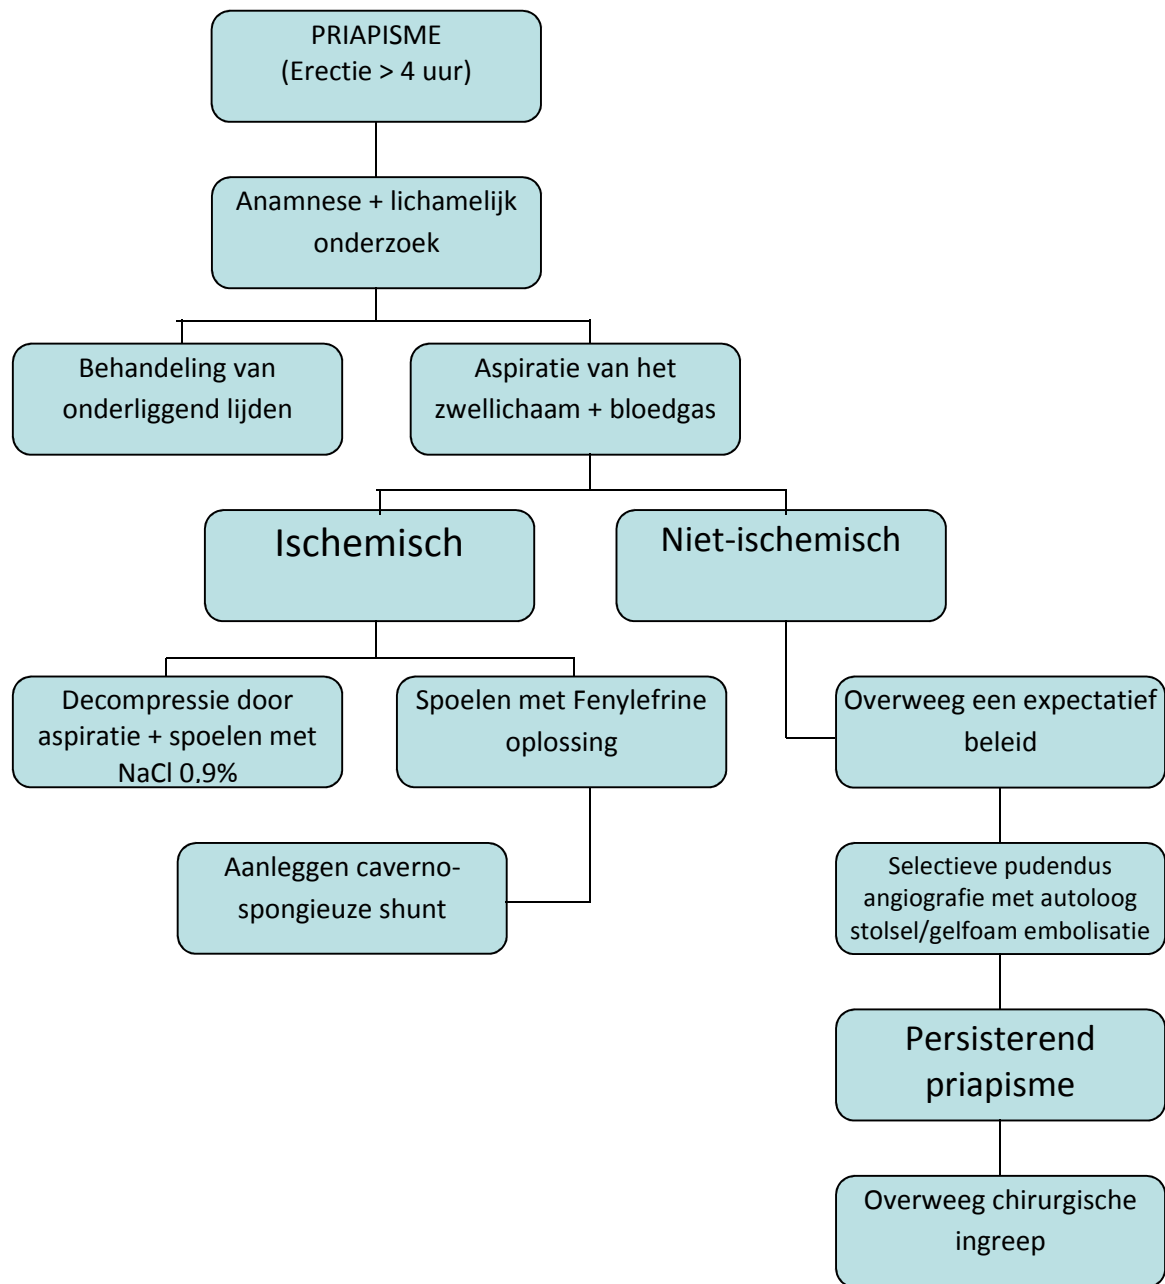 PRIAPISME
(Erectie > 4 uur)
Anamnese + lichamelijk
onderzoek
Behandeling van
onderliggend lijden
Aspiratie van het
zwellichaam + bloedgas
Ischemisch
Niet-ischemisch
Decompressie door
aspiratie + spoelen met
NaCl 0.9%
Spoelen met Fenylefrine
oplossing
Overweeg een expectatief
beleid
Aanleggen caverno-
spongieuze shunt
Selectieve pudendus
angiografie met autoloog
stolsel/gelfoam embolisatie
Persisterend
priapisme
Overweeg chirurgische
ingreep